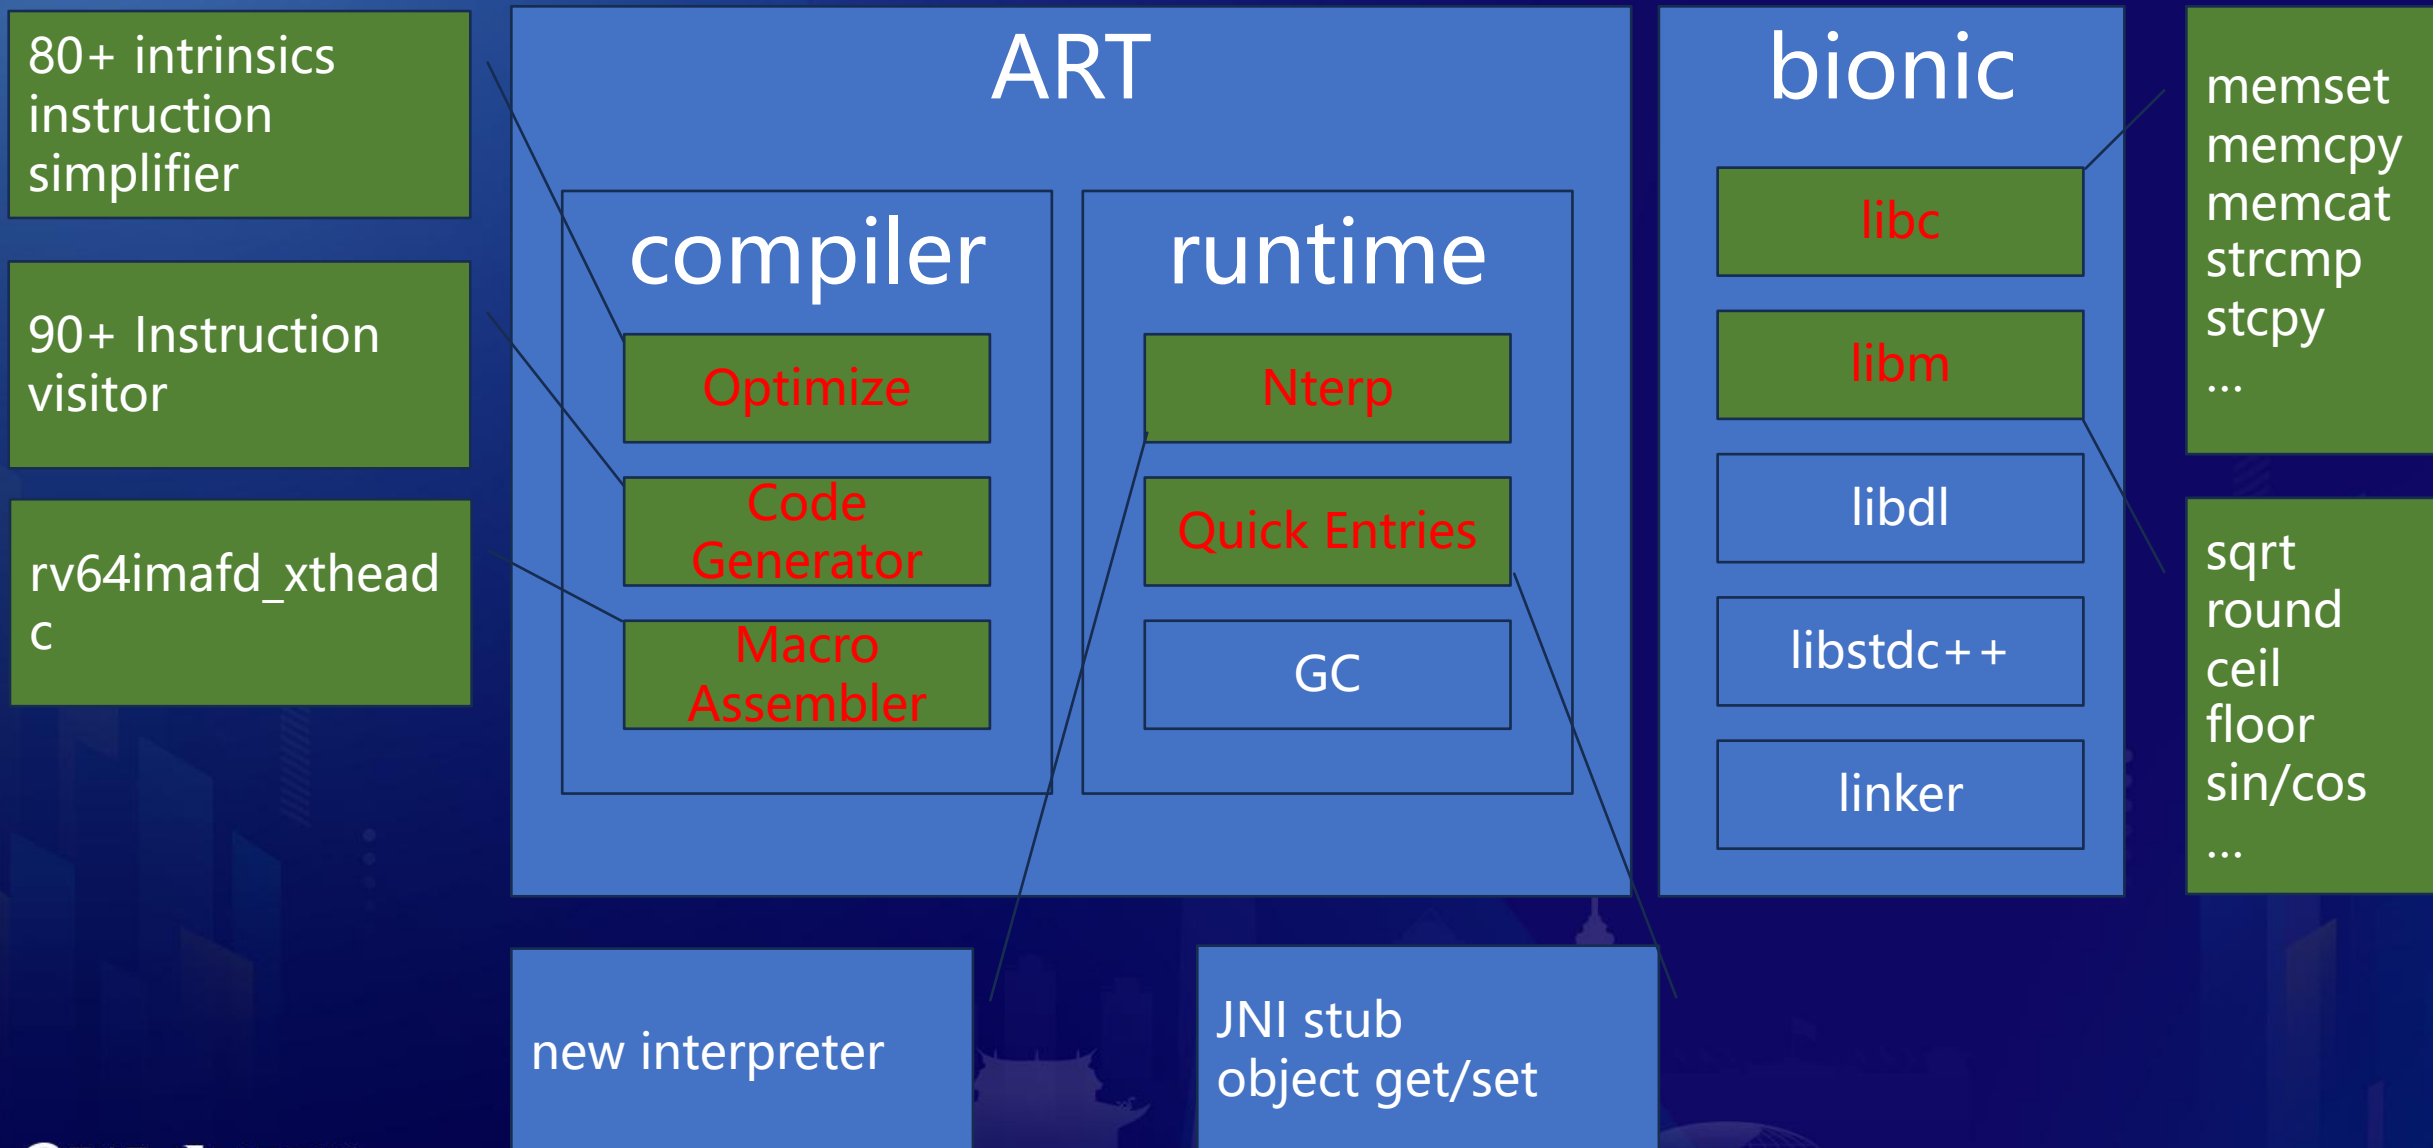 80+ intrinsics
instruction
simplifier
90+ Instruction
visitor
rv64imafd_xthead
c
ART
compiler
Optimize
Code
Generator
Macro
Assembler
runtime
Nterp
Quick Entries
GC
bionic
libc
libm
libdl
libstdc++
linker
memset
memcpy
memcat
strcmp
stcpy
...
sqrt
round
ceil
floor
sin/cos
...
new interpreter
JNI stub
object get/set